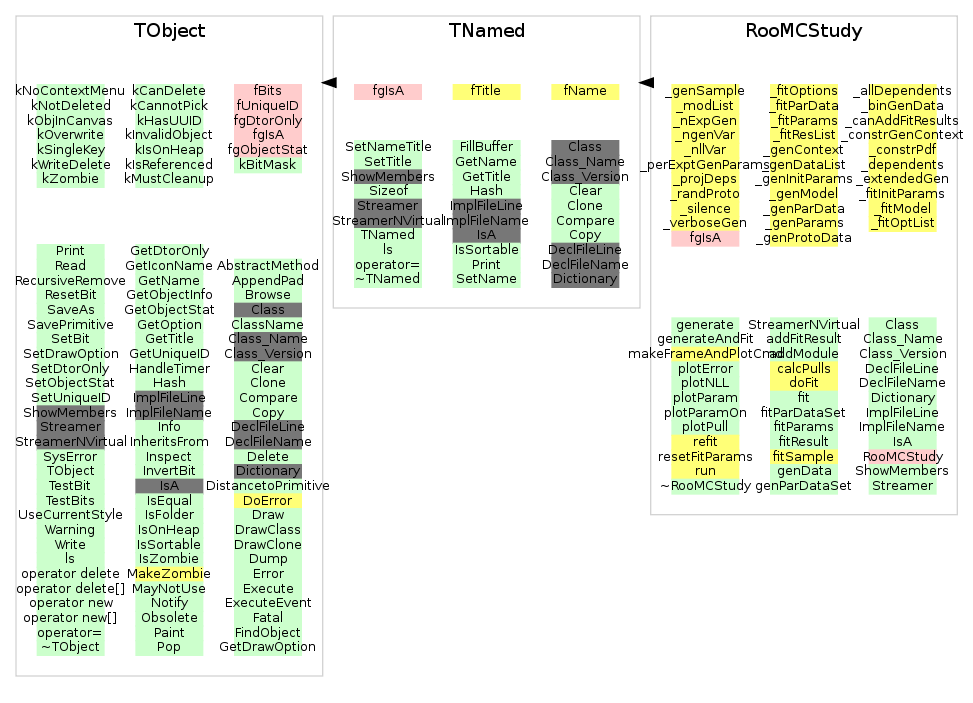 TObject
kNoContextMenu kCanDelete fBits
kNotDeleted kCannotPick fUniqueID
kObjInCanvas kHasUUID fgDtorOnly
kOverwrite kInvalidObject fgIsA
kSingleKey kIsOnHeap fgObjectStat
kWriteDelete kIsReferenced kBitMask
kZombie kMustCleanup
Print GetDtorOnly
Read GetIconName AbstractMethod
RecursiveRemove GetName AppendPad
ResetBit GetObjectInfo Browse
SaveAs GetObjectStat Class
SavePrimitive GetOption ClassName
SetBit GetTitle Class_Name
SetDrawOption GetUniqueID Class_Version
SetDtorOnly HandleTimer Clear
SetObjectStat Hash Clone
SetUniqueID ImplFileLine Compare
ShowMembers ImplFileName Copy
Streamer Info DeclFileLine
StreamerNVirtual InheritsFrom DeclFileName
SysError Inspect Delete
TObject InvertBit Dictionary
TestBit IsA DistancetoPrimitive
TestBits IsEqual DoError
UseCurrentStyle IsFolder Draw
Warning IsOnHeap DrawClass
Write IsSortable DrawClone
ls IsZombie Dump
operator delete MakeZombie Error
operator delete[] MayNotUse Execute
operator new Notify ExecuteEvent
operator new[] Obsolete Fatal
operator= Paint FindObject
~TObject Pop GetDrawOption
TNamed
fgIsA fTitle fName
SetNameTitle FillBuffer Class
SetTitle GetName Class_Name
ShowMembers GetTitle Class_Version
Sizeof Hash Clear
Streamer ImplFileLine Clone
StreamerNVirtual ImplFileName Compare
TNamed IsA Copy
ls IsSortable DeclFileLine
operator= Print DeclFileName
~TNamed SetName Dictionary
RooMCStudy
_genSample _fitOptions _allDependents
_modList _fitParData _binGenData
_nExpGen _fitParams _canAddFitResults
_ngenVar _fitResList _constrGenContext
_nllVar _genContext _constrPdf
_perExptGenParams _genDataList _dependents
_projDeps _genInitParams _extendedGen
_randProto _genModel _fitInitParams
_silence _genParData _fitModel
_verboseGen _genParams _fitOptList
fgIsA _genProtoData
generate StreamerNVirtual Class
generateAndFit addFitResult Class_Name
makeFrameAndPlotCmd addModule Class_Version
plotError calcPulls DeclFileLine
plotNLL doFit DeclFileName
plotParam fit Dictionary
plotParamOn fitParDataSet ImplFileLine
plotPull fitParams ImplFileName
refit fitResult IsA
resetFitParams fitSample RooMCStudy
run genData ShowMembers
~RooMCStudy genParDataSet Streamer